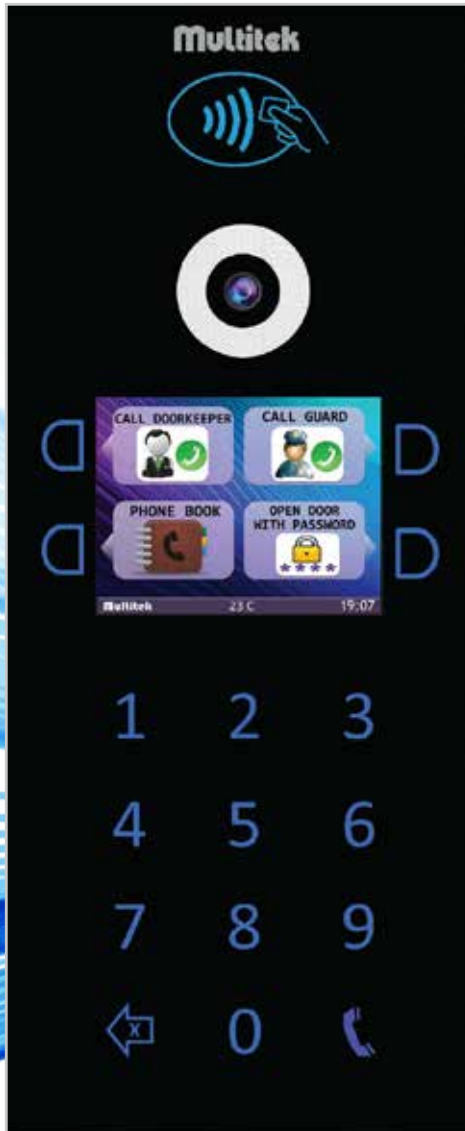 Multitek
CALL DOORKEEPER
CALL GUARD
PHONE BOOK
OPEN DOOR
WITH PASSWORD
****
Multitek 23 C 19:07
1 2 3
4 5 6
7 8 9
X 0